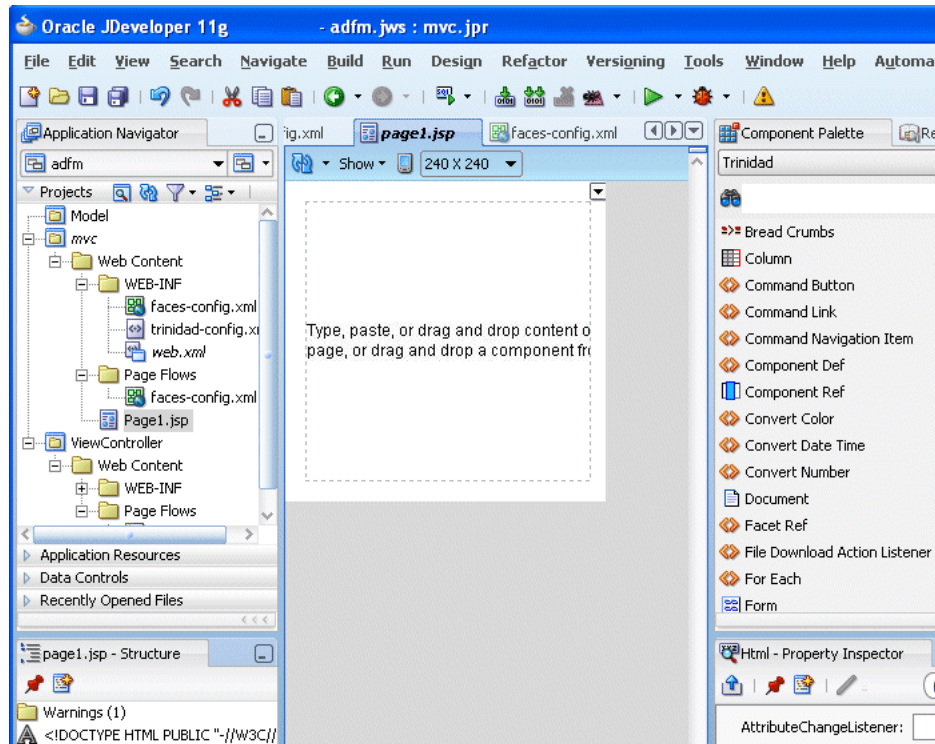 Oracle JDeveloper 11g - adfm.jws : mvc.jpr
File Edit View Search Navigate Build Run Design Refactor Versioning Tools Window Help Automa
Application Navigator
ig.xml page1.jsp faces-config.xml
Component Palette Re
adfm
Show 240 X 240
Trinidad
Projects
Model
mvc
Web Content
WEB-INF
faces-config.xml
trinidad-config.x
web.xml
Page Flows
faces-config.xml
Page1.jsp
ViewController
Web Content
WEB-INF
Page Flows
Application Resources
Data Controls
Recently Opened Files
Type, paste, or drag and drop content o
page, or drag and drop a component fr
Bread Crumbs
Column
Command Button
Command Link
Command Navigation Item
Component Def
Component Ref
Convert Color
Convert Date Time
Convert Number
Document
Facet Ref
File Download Action Listener
For Each
Form
page1.jsp - Structure
Warnings (1)
<!DOCTYPE HTML PUBLIC "-//W3C//
Html - Property Inspector
AttributeChangeListener: